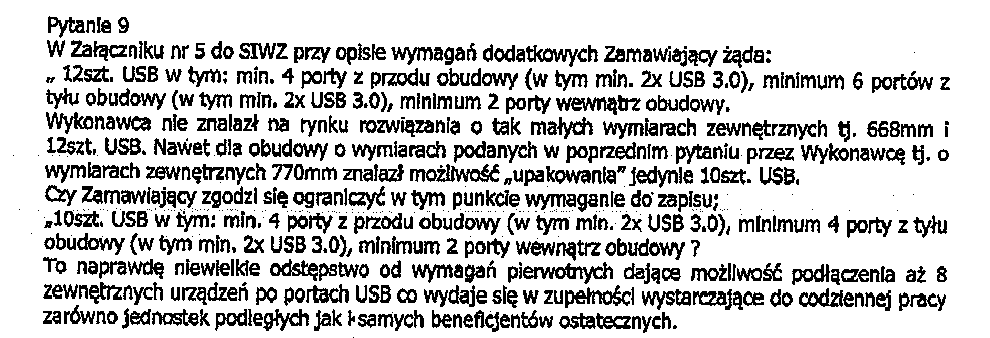 Pytanie 9
W Załączniku nr 5 do SIWZ przy opisie wymagań dodatkowych Zamawiający żąda:
„ 12szt. USB w tym: min. 4 porty z przodu obudowy (w tym min. 2x USB 3.0), minimum 6 portów z
tyłu obudowy (w tym min. 2x USB 3.0), minimum 2 porty wewnątrz obudowy.
Wykonawca nie znalazł na rynku rozwiązania o tak małych wymiarach zewnętrznych tj. 668mm i
12szt. USB. Nawet dla obudowy o wymiarach podanych w poprzednim pytaniu przez Wykonawcę tj. o
wymiarach zewnętrznych 770mm znalazł możliwość „upakowania" jedynie 10szt. USB.
Czy Zamawiający zgodzi się ograniczyć w tym punkcie wymaganie do zapisu;
„10szt. USB w tym: min. 4 porty z przodu obudowy (w tym min. 2x USB 3.0), minimum 4 porty z tyłu
obudowy (w tym min. 2x USB 3.0), minimum 2 porty wewnątrz obudowy ?
To naprawdę niewielkie odstępstwo od wymagań pierwotnych dające możliwość podłączenia aż 8
zewnętrznych urządzeń po portach USB co wydaje się w zupełności wystarczające do codziennej pracy
zarówno jednostek podległych jak i samych beneficjentów ostatecznych.